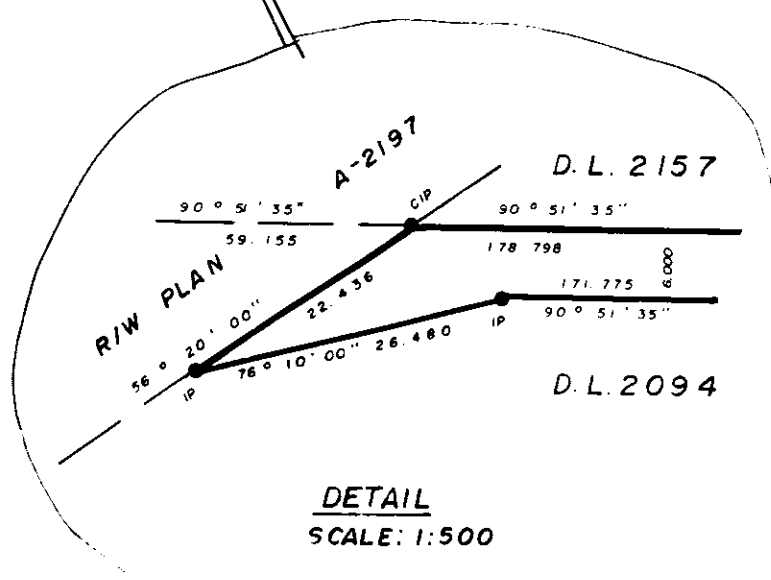 A-2197
D.L. 2157
CIP
90° 51' 35"
90° 51' 35"
59.155
178 798
6.000
R/W PLAN
171.775
22.436
IP
90° 51' 35"
56° 20' 00"
76° 10' 00" 26.480
IP
D.L. 2094
DETAIL
SCALE: 1:500